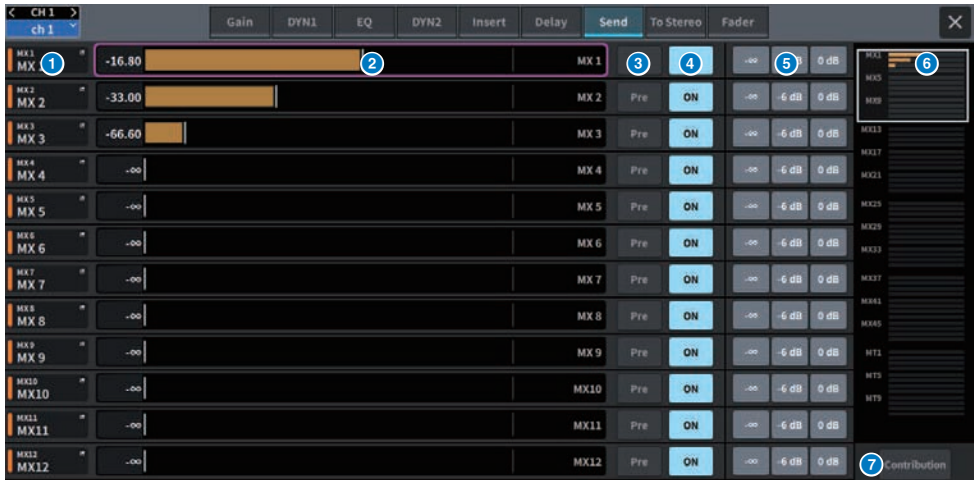 < CH 1 >
ch 1
Gain DYN1 EQ DYN2 Insert Delay Send To Stereo Fader
MX1
MX 1 -16.80 2 MX 1 3 4 -∞ 5 B 0 dB
MX2
MX 2 -33.00 MX 2 Pre ON -∞ -6 dB 0 dB
MX3
MX 3 -66.60 MX 3 Pre ON -∞ -6 dB 0 dB
MX4
MX 4 -∞ MX 4 Pre ON -∞ -6 dB 0 dB
MX5
MX 5 -∞ MX 5 Pre ON -∞ -6 dB 0 dB
MX6
MX 6 -∞ MX 6 Pre ON -∞ -6 dB 0 dB
MX7
MX 7 -∞ MX 7 Pre ON -∞ -6 dB 0 dB
MX8
MX 8 -∞ MX 8 Pre ON -∞ -6 dB 0 dB
MX9
MX 9 -∞ MX 9 Pre ON -∞ -6 dB 0 dB
MX10
MX10 -∞ MX10 Pre ON -∞ -6 dB 0 dB
MX11
MX11 -∞ MX11 Pre ON -∞ -6 dB 0 dB
MX12
MX12 -∞ MX12 Pre ON -∞ -6 dB 0 dB
MX1 6
MX5
MX9
MX13
MX17
MX21
MX25
MX29
MX33
MX37
MX41
MX45
MT1
MT5
MT9
7 Contribution